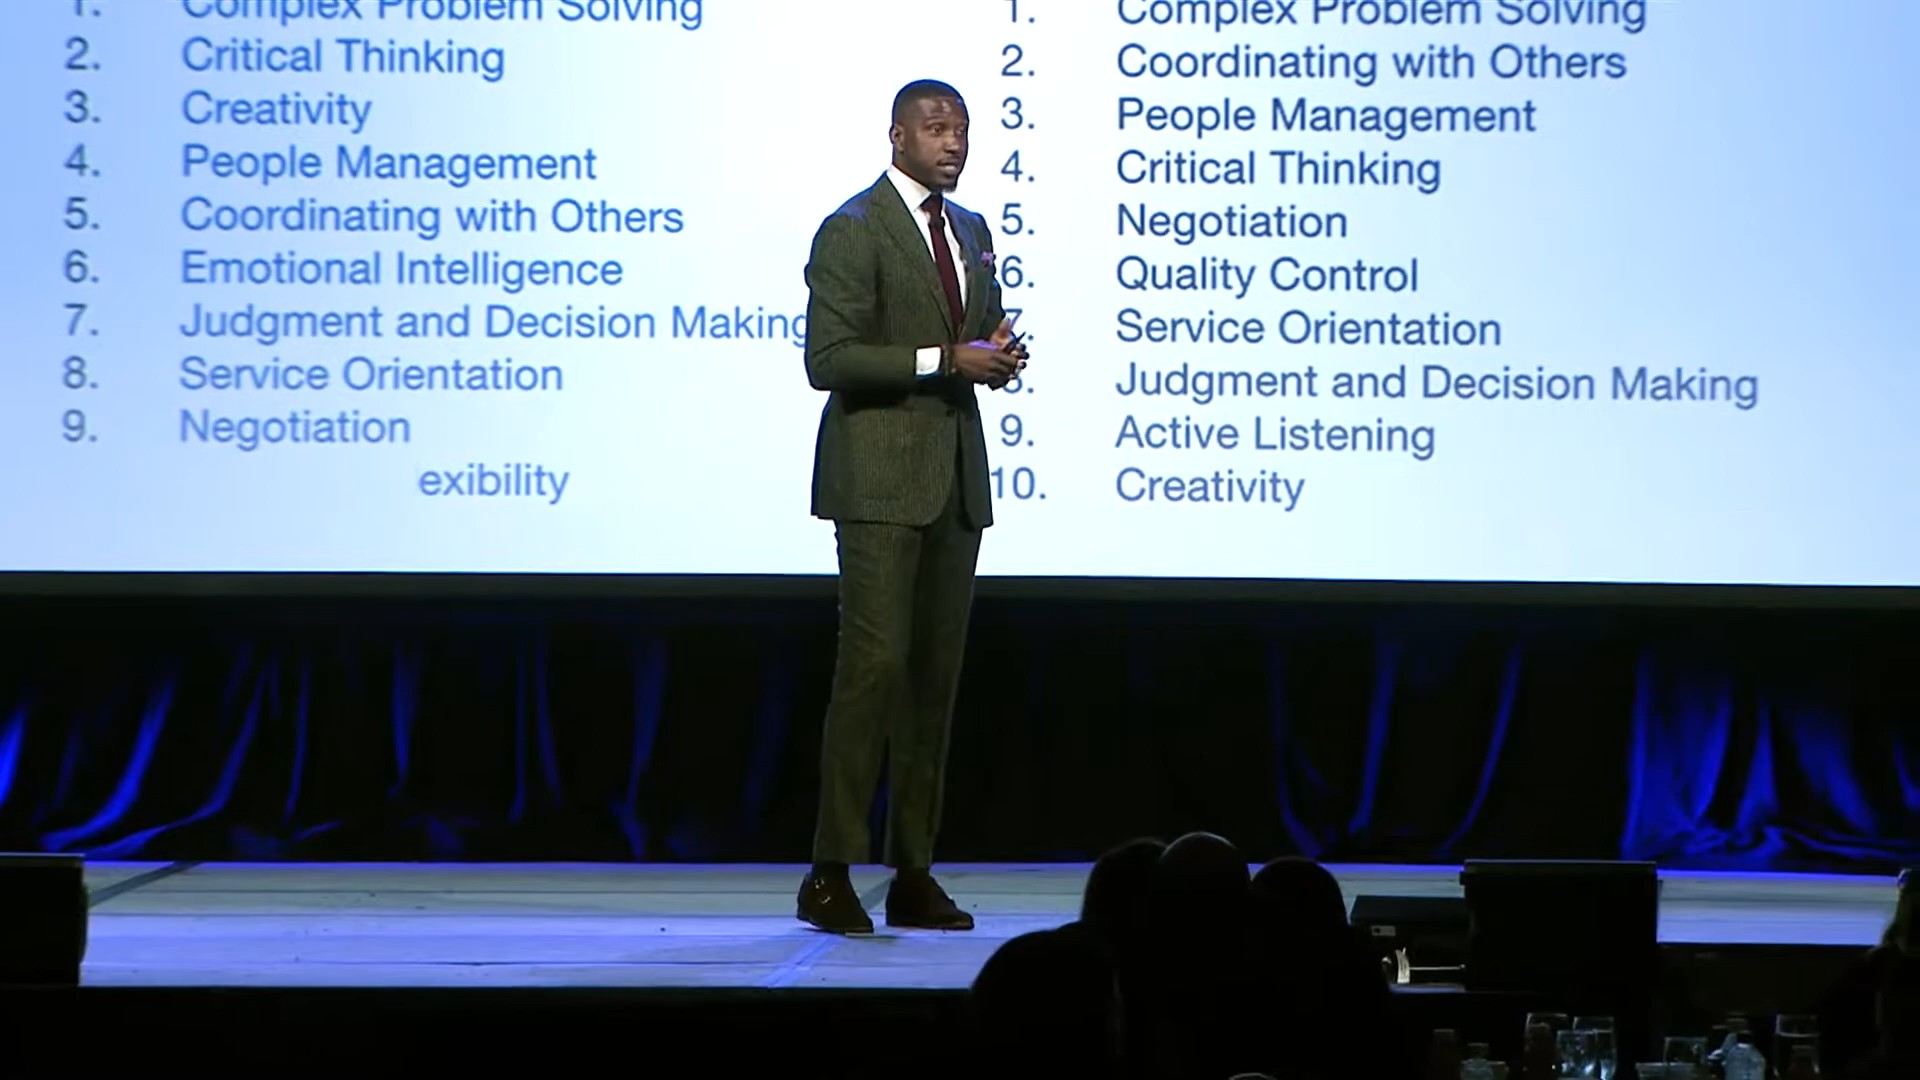 1. Complex Problem Solving
2. Critical Thinking
3. Creativity
4. People Management
5. Coordinating with Others
6. Emotional Intelligence
7. Judgment and Decision Making
8. Service Orientation
9. Negotiation
exibility
1. Complex Problem Solving
2. Coordinating with Others
3. People Management
4. Critical Thinking
5. Negotiation
6. Quality Control
7. Service Orientation
8. Judgment and Decision Making
9. Active Listening
10. Creativity